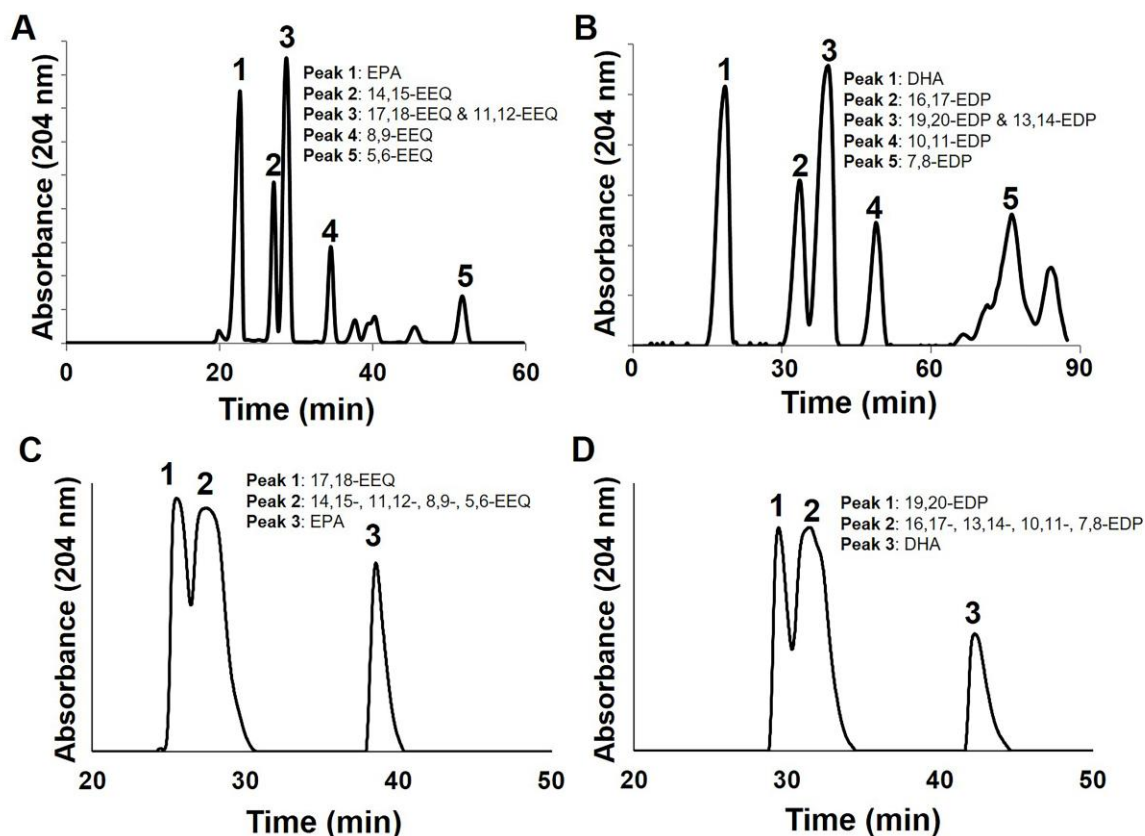 A
Absorbance (204 nm)
1
2
3
4
5
Peak 1: EPA
Peak 2: 14,15-EEQ
Peak 3: 17,18-EEQ & 11,12-EEQ
Peak 4: 8,9-EEQ
Peak 5: 5,6-EEQ
0 20 40 60
Time (min)
B
Absorbance (204 nm)
1
2
3
4
5
Peak 1: DHA
Peak 2: 16,17-EDP
Peak 3: 19,20-EDP & 13,14-EDP
Peak 4: 10,11-EDP
Peak 5: 7,8-EDP
0 30 60 90
Time (min)
C
Absorbance (204 nm)
1
2
3
Peak 1: 17,18-EEQ
Peak 2: 14,15-, 11,12-, 8,9-, 5,6-EEQ
Peak 3: EPA
20 30 40 50
Time (min)
D
Absorbance (204 nm)
1
2
3
Peak 1: 19,20-EDP
Peak 2: 16,17-, 13,14-, 10,11-, 7,8-EDP
Peak 3: DHA
20 30 40 50
Time (min)